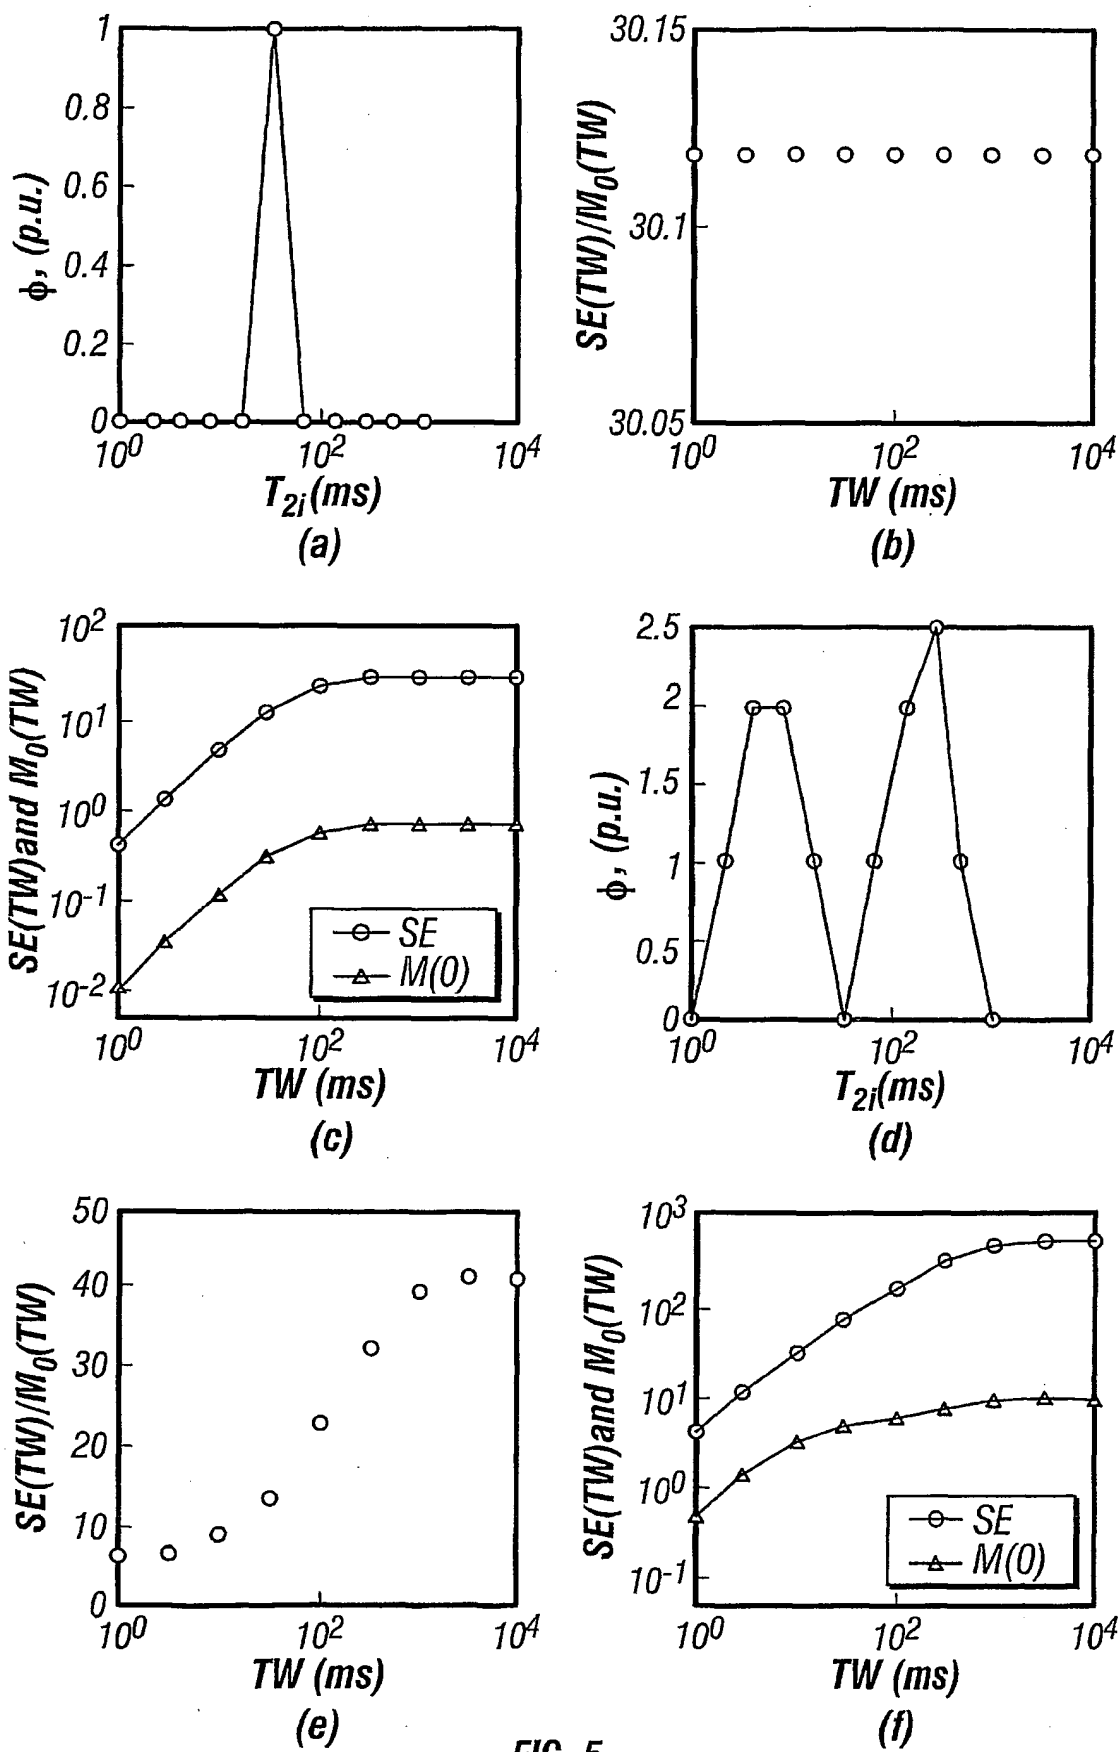 1
0.8
0.6
0.4
0.2
0
ϕ, (p.u.)
10^0
10^2
10^4
T_2i (ms)
(a)
30.15
30.1
30.05
SE(TW)/M_0(TW)
10^0
10^2
10^4
TW (ms)
(b)
10^2
10^1
10^0
10^-1
10^-2
SE(TW) and M_0(TW)
SE
M(0)
10^0
10^2
10^4
TW (ms)
(c)
2.5
2
1.5
1
0.5
0
ϕ, (p.u.)
10^0
10^2
10^4
T_2i(ms)
(d)
50
40
30
20
10
0
SE(TW)/M_0(TW)
10^0
10^2
10^4
TW (ms)
(e)
10^3
10^2
10^1
10^0
10^-1
SE(TW) and M_0(TW)
SE
M(0)
10^0
10^2
10^4
TW (ms)
(f)
FIG. 5